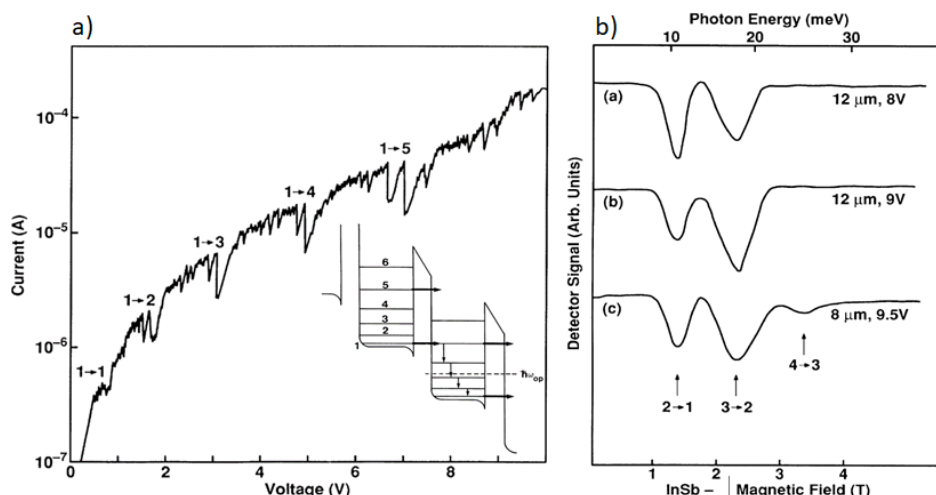 a)
Current (A)
10⁻⁴
10⁻⁵
10⁻⁶
10⁻⁷
1→1
1→2
1→3
1→4
1→5
6
5
4
3
2
1
ħω_op
0 2 4 6 8
Voltage (V)
b)
Photon Energy (meV)
10 20 30
Detector Signal (Arb. Units)
(a) 12 μm, 8V
(b) 12 μm, 9V
(c) 8 μm, 9.5V
4→3
2→1 3→2
1 2 3 4
InSb – Magnetic Field (T)